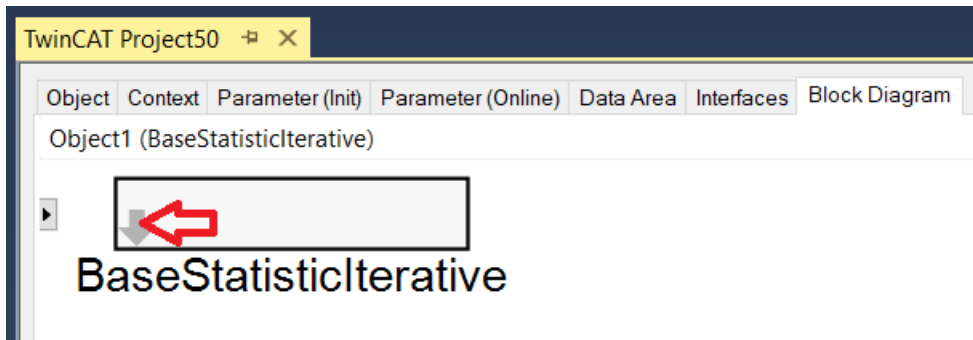 TwinCAT Project50
Object Context Parameter (Init) Parameter (Online) Data Area Interfaces Block Diagram
Object1 (BaseStatisticIterative)
BaseStatisticIterative